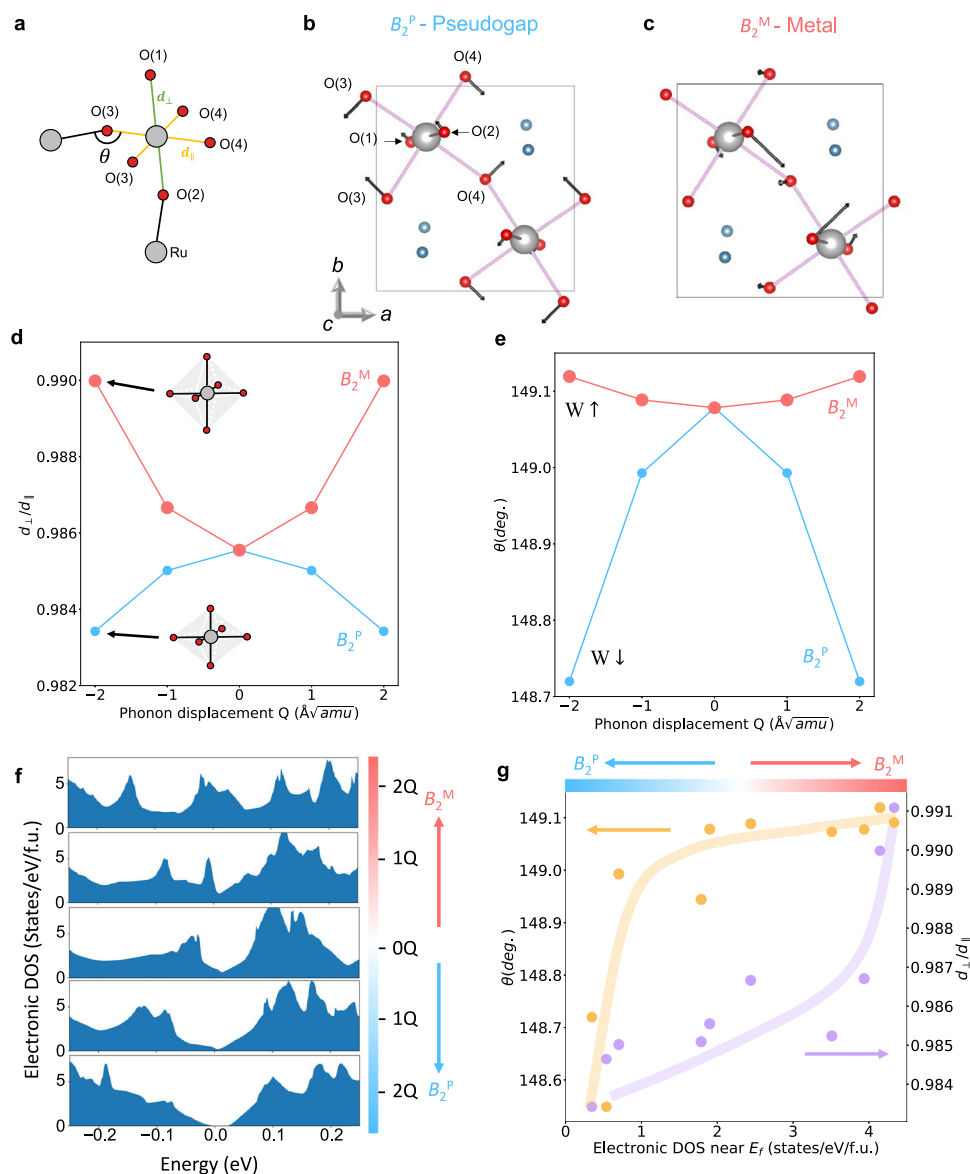 a
O(1)
d⊥
O(3)
O(4)
θ
d∥
O(4)
O(3)
O(2)
Ru
b
B₂ᴾ - Pseudogap
O(4)
O(3)
O(1)
O(2)
O(3)
O(4)
b
c
a
c
B₂ᴹ - Metal
d
0.990
0.988
0.986
0.984
0.982
d⊥/d∥
B₂ᴹ
B₂ᴾ
−2 −1 0 1 2
Phonon displacement Q (Å√amu)
e
149.1
149.0
148.9
148.8
148.7
θ(deg.)
W ↑
B₂ᴹ
W ↓
B₂ᴾ
−2 −1 0 1 2
Phonon displacement Q (Å√amu)
f
5
0
5
0
5
0
5
0
5
0
Electronic DOS (States/eV/f.u.)
−0.2 −0.1 0.0 0.1 0.2
Energy (eV)
2Q
1Q
0Q
1Q
2Q
B₂ᴹ
B₂ᴾ
g
B₂ᴾ
B₂ᴹ
149.1
149.0
148.9
148.8
148.7
148.6
θ(deg.)
0.991
0.990
0.989
0.988
0.987
0.986
0.985
0.984
d⊥/d∥
0 1 2 3 4
Electronic DOS near E_f (states/eV/f.u.)